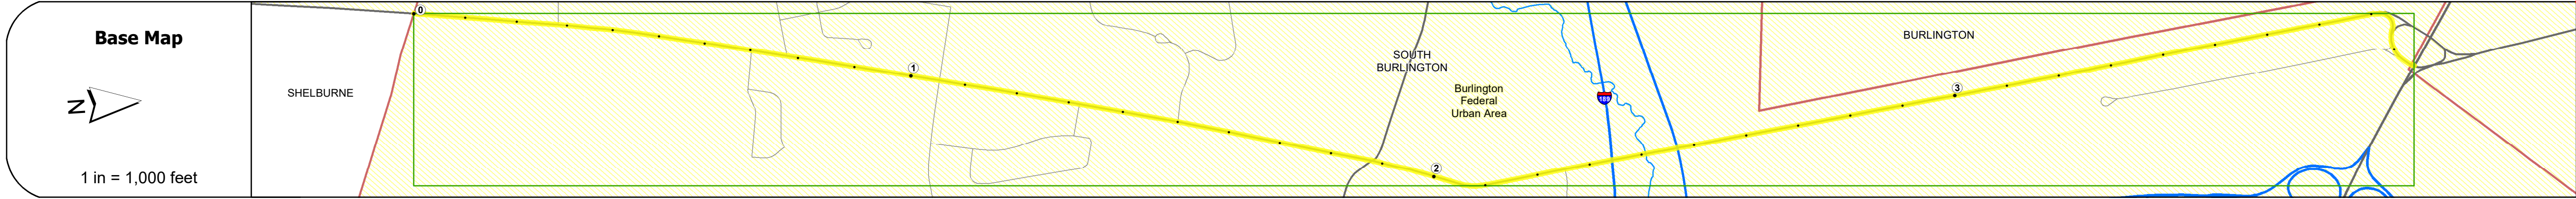 Base Map
N
1 in = 1,000 feet
SHELBURNE
0
1
SOUTH
BURLINGTON
Burlington
Federal
Urban Area
2
189
BURLINGTON
3